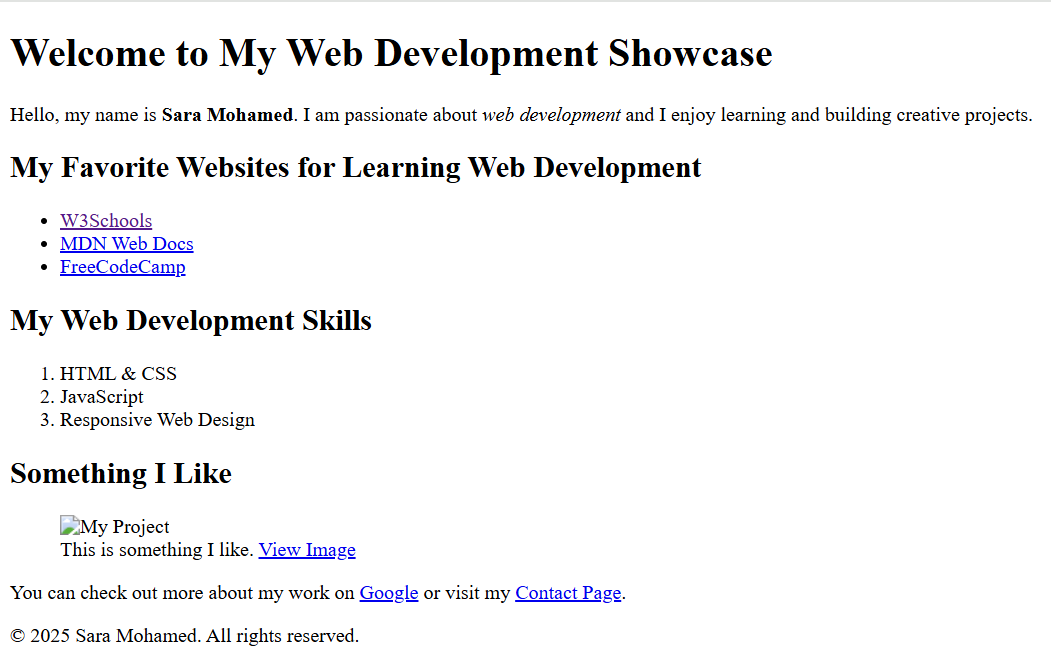 Welcome to My Web Development Showcase
Hello, my name is Sara Mohamed. I am passionate about web development and I enjoy learning and building creative projects.
My Favorite Websites for Learning Web Development
• W3Schools
• MDN Web Docs
• FreeCodeCamp
My Web Development Skills
1. HTML & CSS
2. JavaScript
3. Responsive Web Design
Something I Like
My Project
This is something I like. View Image
You can check out more about my work on Google or visit my Contact Page.
© 2025 Sara Mohamed. All rights reserved.